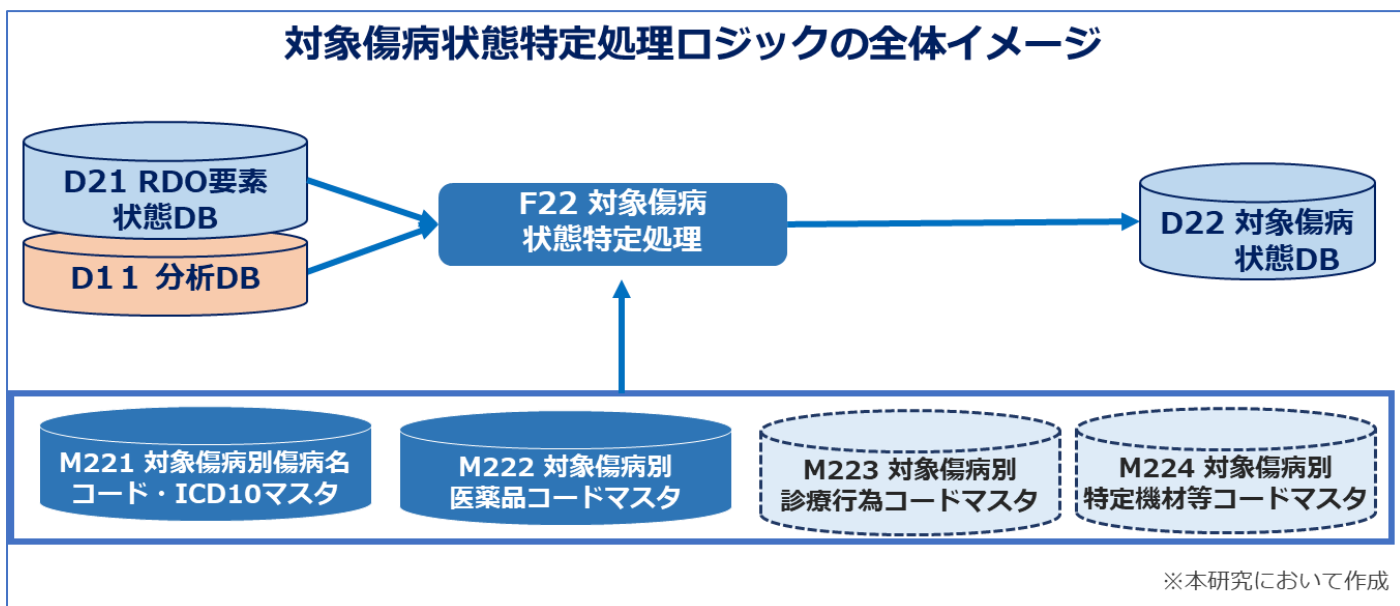 対象傷病状態特定処理ロジックの全体イメージ
D21 RDO要素
状態DB
D11 分析DB
F22 対象傷病
状態特定処理
D22 対象傷病
状態DB
M221 対象傷病別傷病名
コード・ICD10マスタ
M222 対象傷病別
医薬品コードマスタ
M223 対象傷病別
診療行為コードマスタ
M224 対象傷病別
特定機材等コードマスタ
※本研究において作成